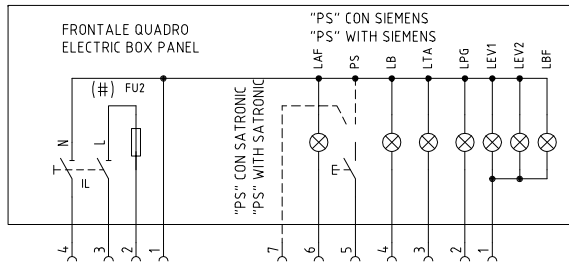 FRONTALE QUADRO
ELECTRIC BOX PANEL
"PS" CON SIEMENS
"PS" WITH SIEMENS
LAF
PS
LB
LTA
LPG
LEV1
LEV2
LBF
(#) FU2
"PS" CON SATRONIC
"PS" WITH SATRONIC
N
L
IL
4
3
2
1
7
6
5
4
3
2
1